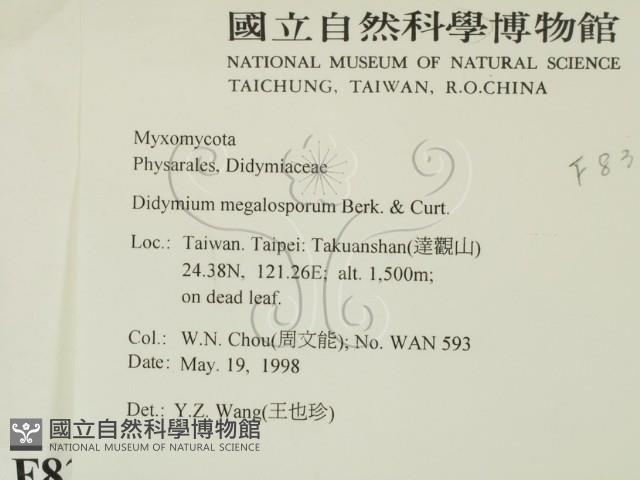 國立自然科學博物館
NATIONAL MUSEUM OF NATURAL SCIENCE
TAICHUNG, TAIWAN, R.O.CHINA
Myxomycota
F83
Physarales, Didymiaceae
Didymium megalosporum Berk. & Curt.
Loc.: Taiwan. Taipei: Takuanshan(達觀山)
24.38N, 121.26E; alt. 1,500m;
on dead leaf.
Col.: W.N. Chou(周文能); No. WAN 593
Date: May. 19, 1998
Det.: Y.Z. Wang(王也珍)
國立自然科學博物館
NATIONAL MUSEUM OF NATURAL SCIENCE